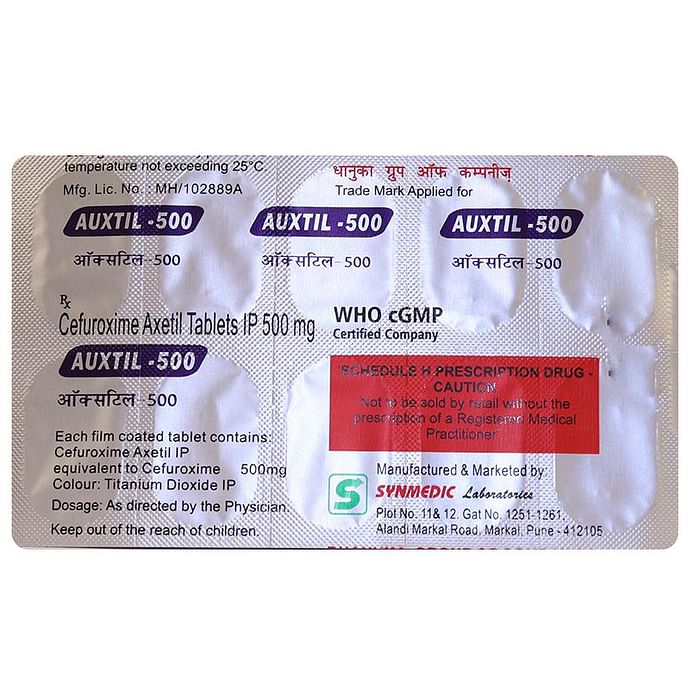 temperature not exceeding 25°C
Mfg. Lic. No. : MH/102889A
धानुका ग्रुप ऑफ कम्पनीज़
Trade Mark Applied for
AUXTIL -500
AUXTIL -500
AUXTIL -500
ऑक्सटिल-500
ऑक्सटिल-500
ऑक्सटिल-500
Rx
Cefuroxime Axetil Tablets IP 500 mg
WHO cGMP
Certified Company
AUXTIL -500
ऑक्सटिल-500
SCHEDULE H PRESCRIPTION DRUG -
CAUTION
Not to be sold by retail without the
prescription of a Registered Medical
Practitioner
Each film coated tablet contains:
Cefuroxime Axetil IP
equivalent to Cefuroxime 500mg
Colour: Titanium Dioxide IP
Dosage: As directed by the Physician.
Keep out of the reach of children.
Manufactured & Marketed by:
S
SYNMEDIC Laboratories
Plot No. 11& 12. Gat No. 1251-1261,
Alandi Markal Road, Markal, Pune - 412105